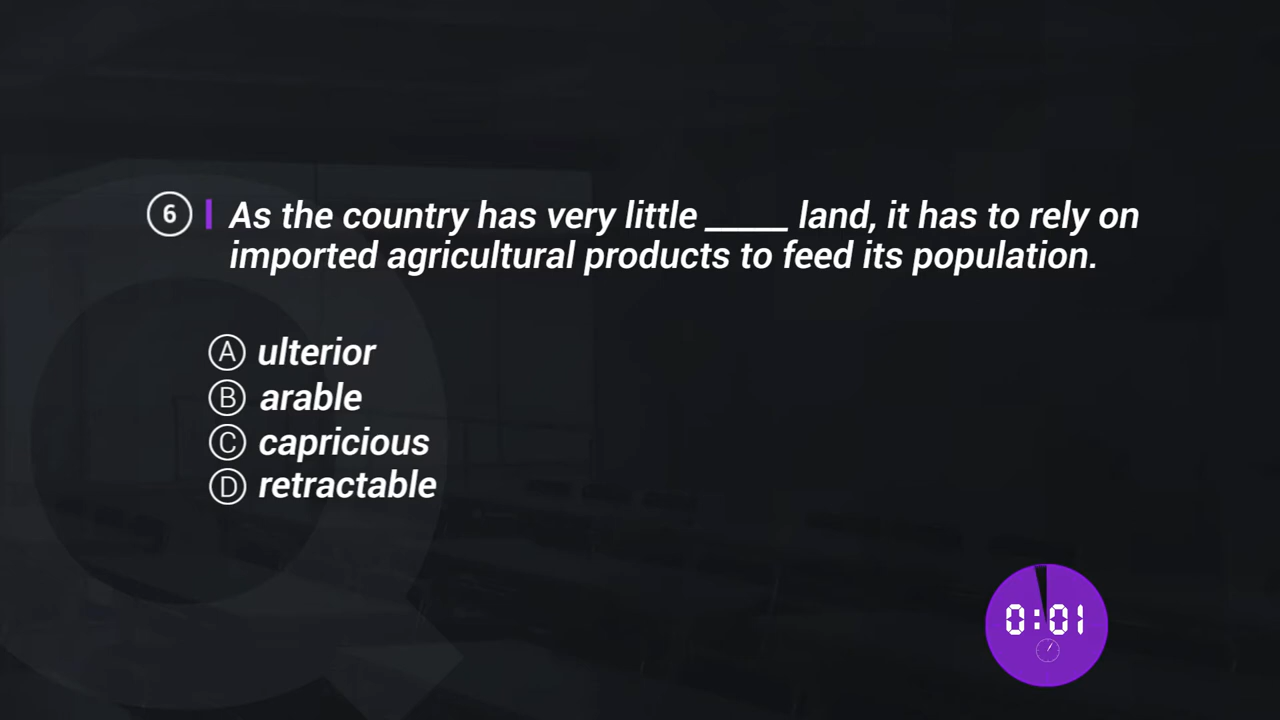 6 As the country has very little _____ land, it has to rely on
imported agricultural products to feed its population.
A ulterior
B arable
C capricious
D retractable
0:01